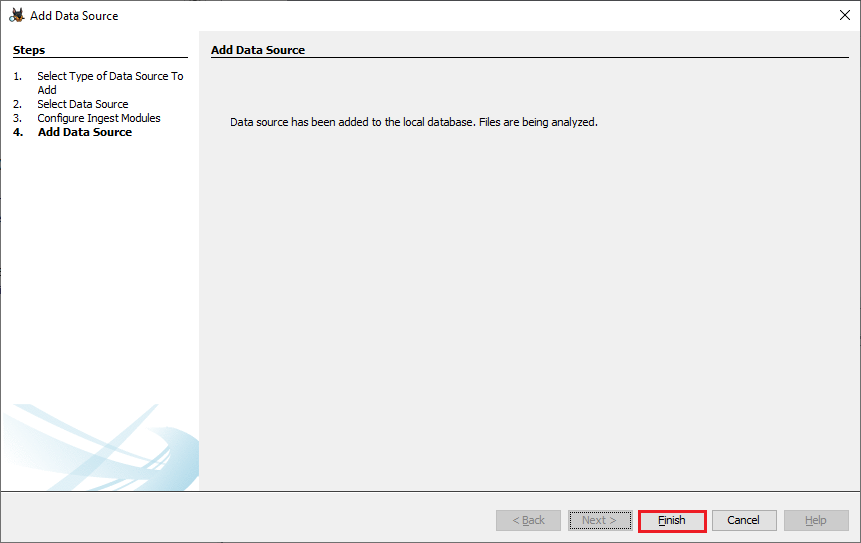 Add Data Source
Steps
1. Select Type of Data Source To
Add
2. Select Data Source
3. Configure Ingest Modules
4. Add Data Source
Add Data Source
Data source has been added to the local database. Files are being analyzed.
< Back
Next >
Finish
Cancel
Help